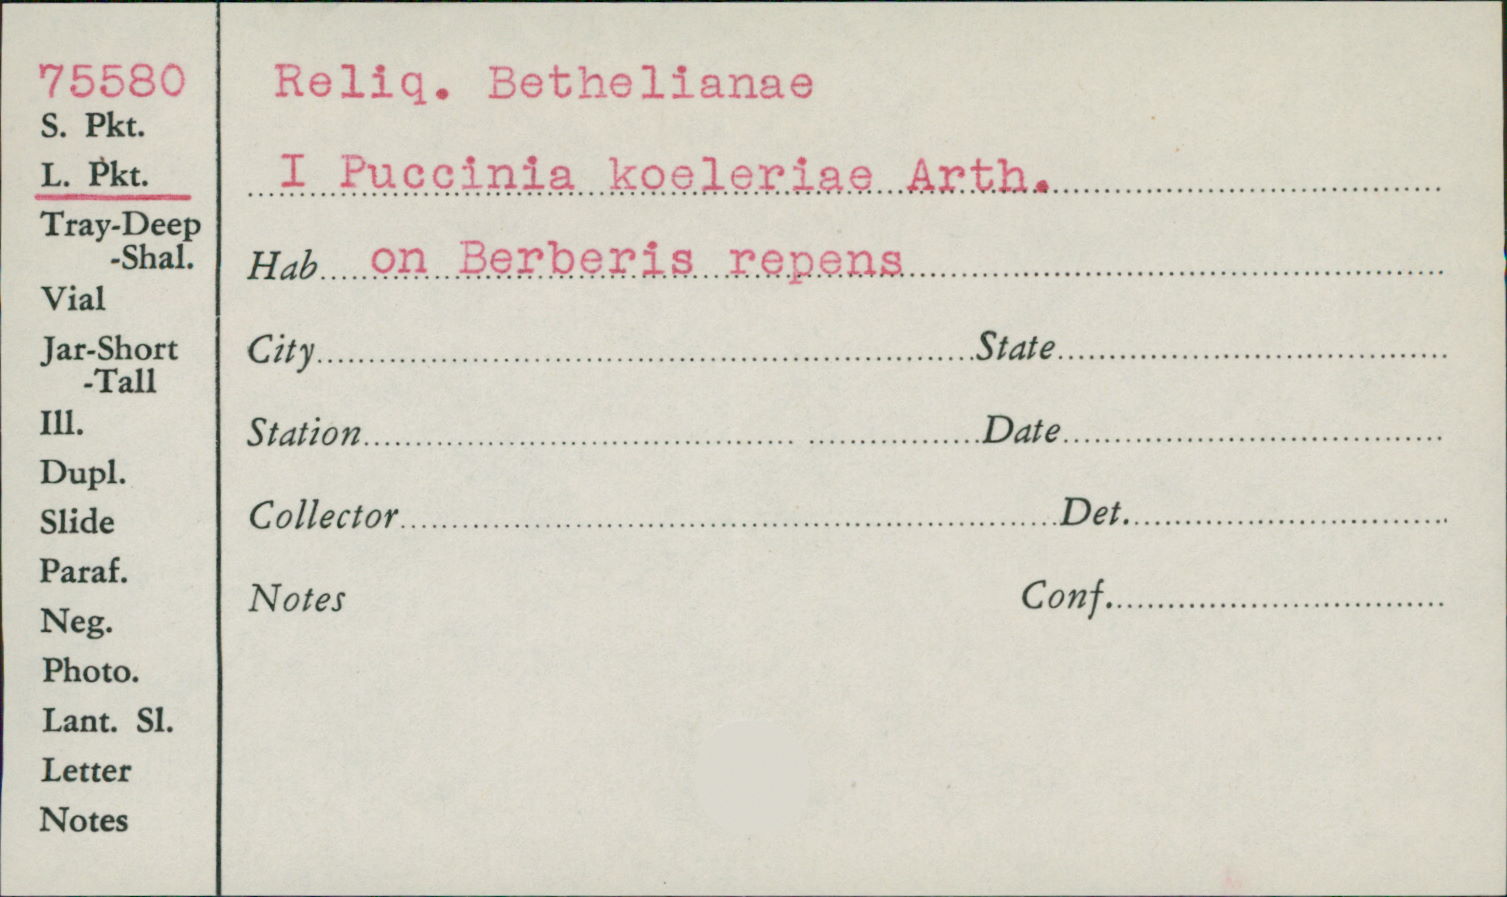 75580
S. Pkt.
L. Pkt.
Tray-Deep
-Shal.
Vial
Jar-Short
-Tall
Ill.
Dupl.
Slide
Paraf.
Neg.
Photo.
Lant. Sl.
Letter
Notes
Reliq. Bethelianae
I Puccinia koeleriae Arth.
Hab on Berberis repens
City State
Station Date
Collector Det.
Notes Conf.